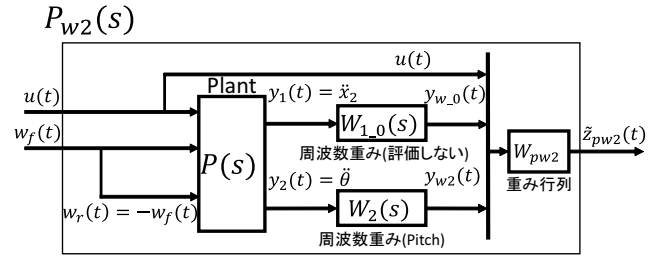 P_{w2}(s)
u(t)
Plant
u(t)
y_1(t) = \ddot{x}_2
y_{w\_0}(t)
w_f(t)
W_{1\_0}(s)
周波数重み(評価しない)
P(s)
W_{pw2}
\tilde{z}_{pw2}(t)
重み行列
y_2(t) = \ddot{θ}
y_{w2}(t)
w_r(t) = −w_f(t)
W_2(s)
周波数重み(Pitch)